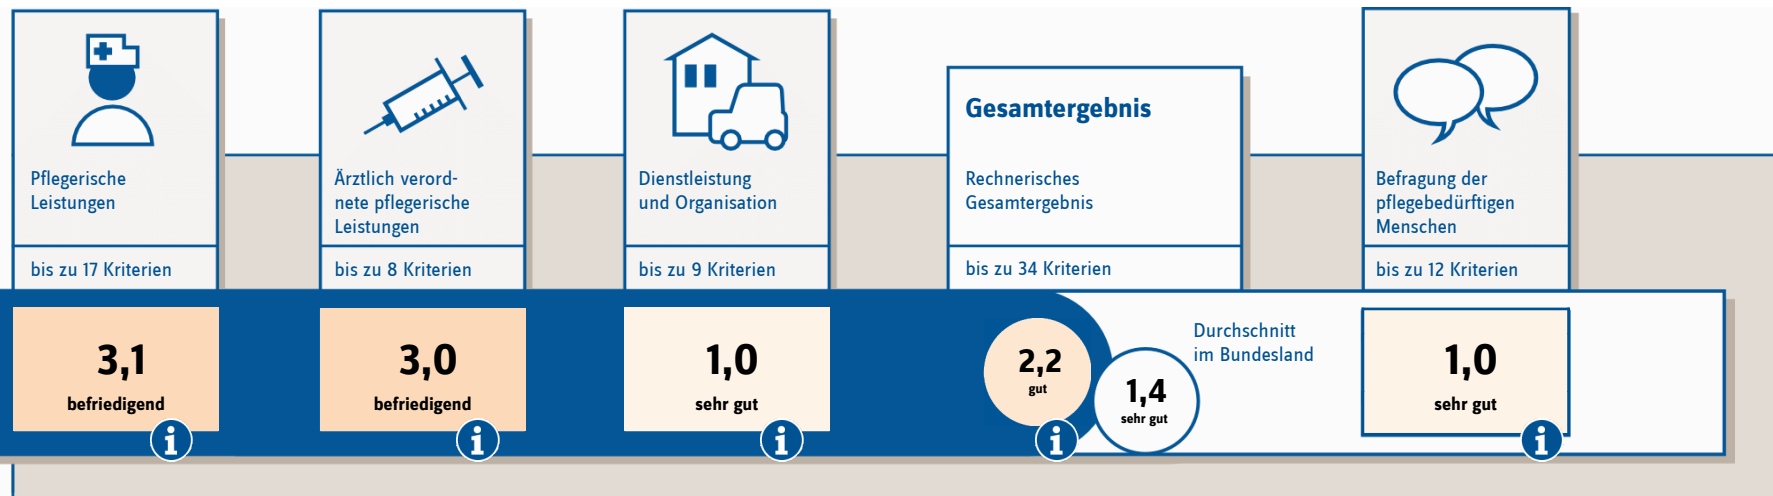 Pflegerische
Leistungen
bis zu 17 Kriterien
3,1
befriedigend
i
Ärztlich verord-
nete pflegerische
Leistungen
bis zu 8 Kriterien
3,0
befriedigend
i
Dienstleistung
und Organisation
bis zu 9 Kriterien
1,0
sehr gut
i
Gesamtergebnis
Rechnerisches
Gesamtergebnis
bis zu 34 Kriterien
2,2
gut
i
1,4
sehr gut
Durchschnitt
im Bundesland
Befragung der
pflegebedürftigen
Menschen
bis zu 12 Kriterien
1,0
sehr gut
i